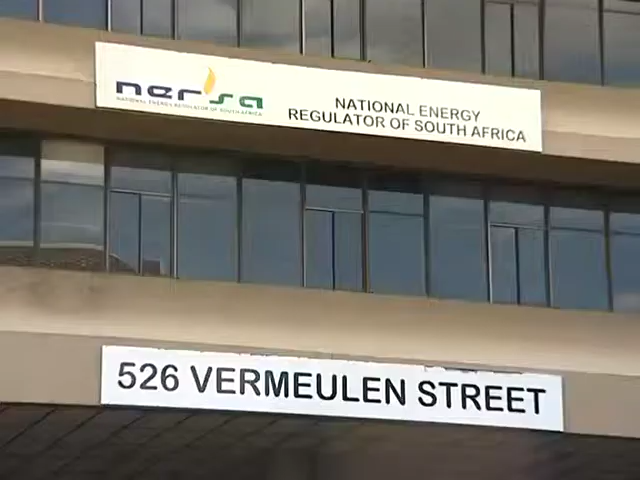 nersa
NATIONAL ENERGY REGULATOR OF SOUTH AFRICA
NATIONAL ENERGY
REGULATOR OF SOUTH AFRICA
526 VERMEULEN STREET